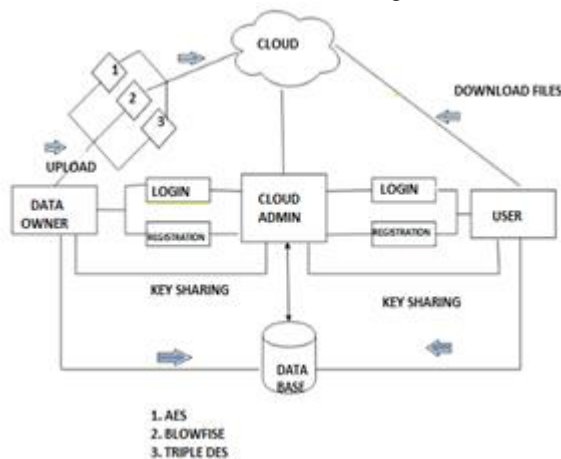 CLOUD
1
2
3
DOWNLOAD FILES
UPLOAD
DATA
OWNER
LOGIN
REGISTRATION
CLOUD
ADMIN
LOGIN
REGISTRATION
USER
KEY SHARING
KEY SHARING
DATA
BASE
1. AES
2. BLOWFISE
3. TRIPLE DES